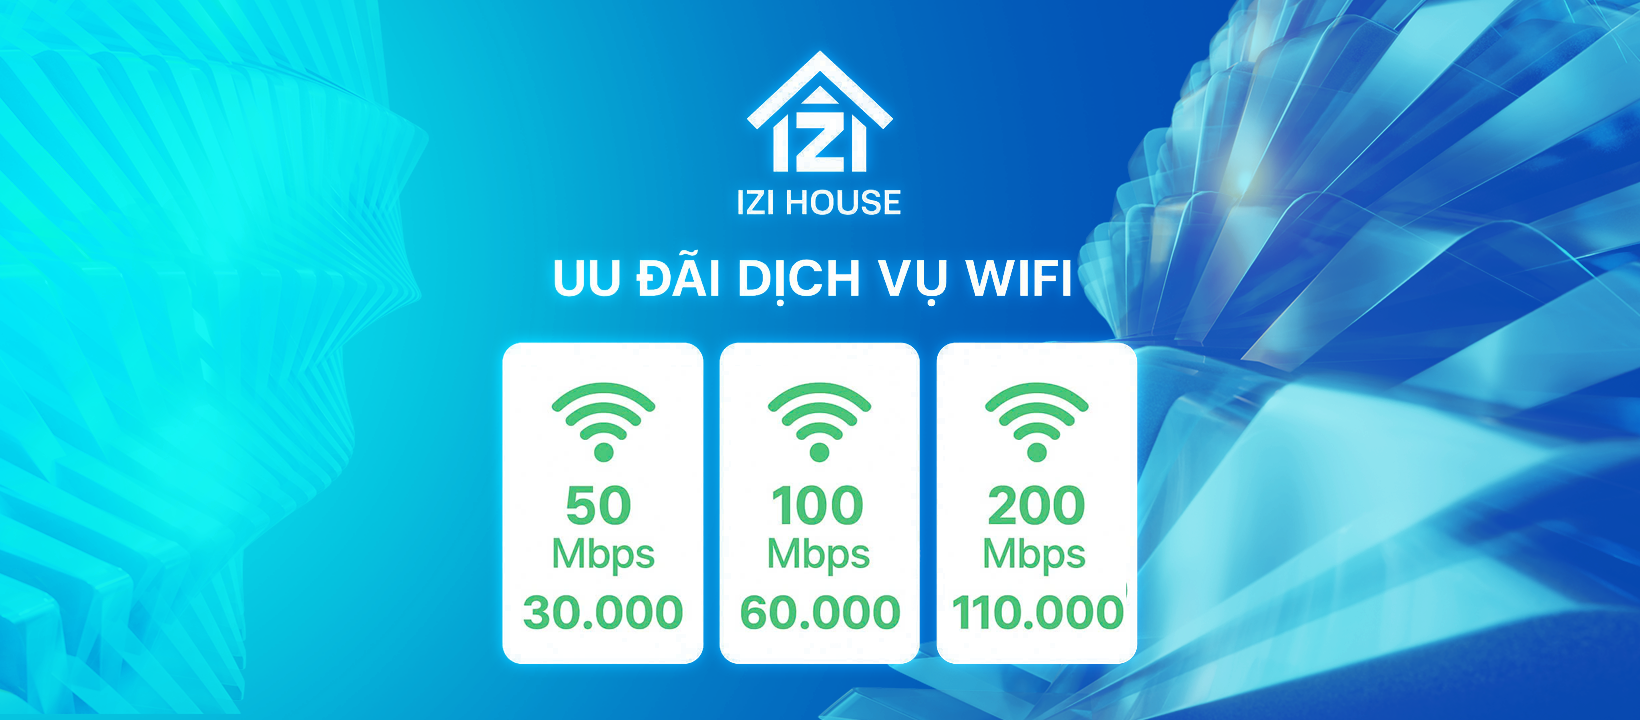 IZI
IZI HOUSE
UU ĐÃI DỊCH VỤ WIFI
50
Mbps
30.000
100
Mbps
60.000
200
Mbps
110.000